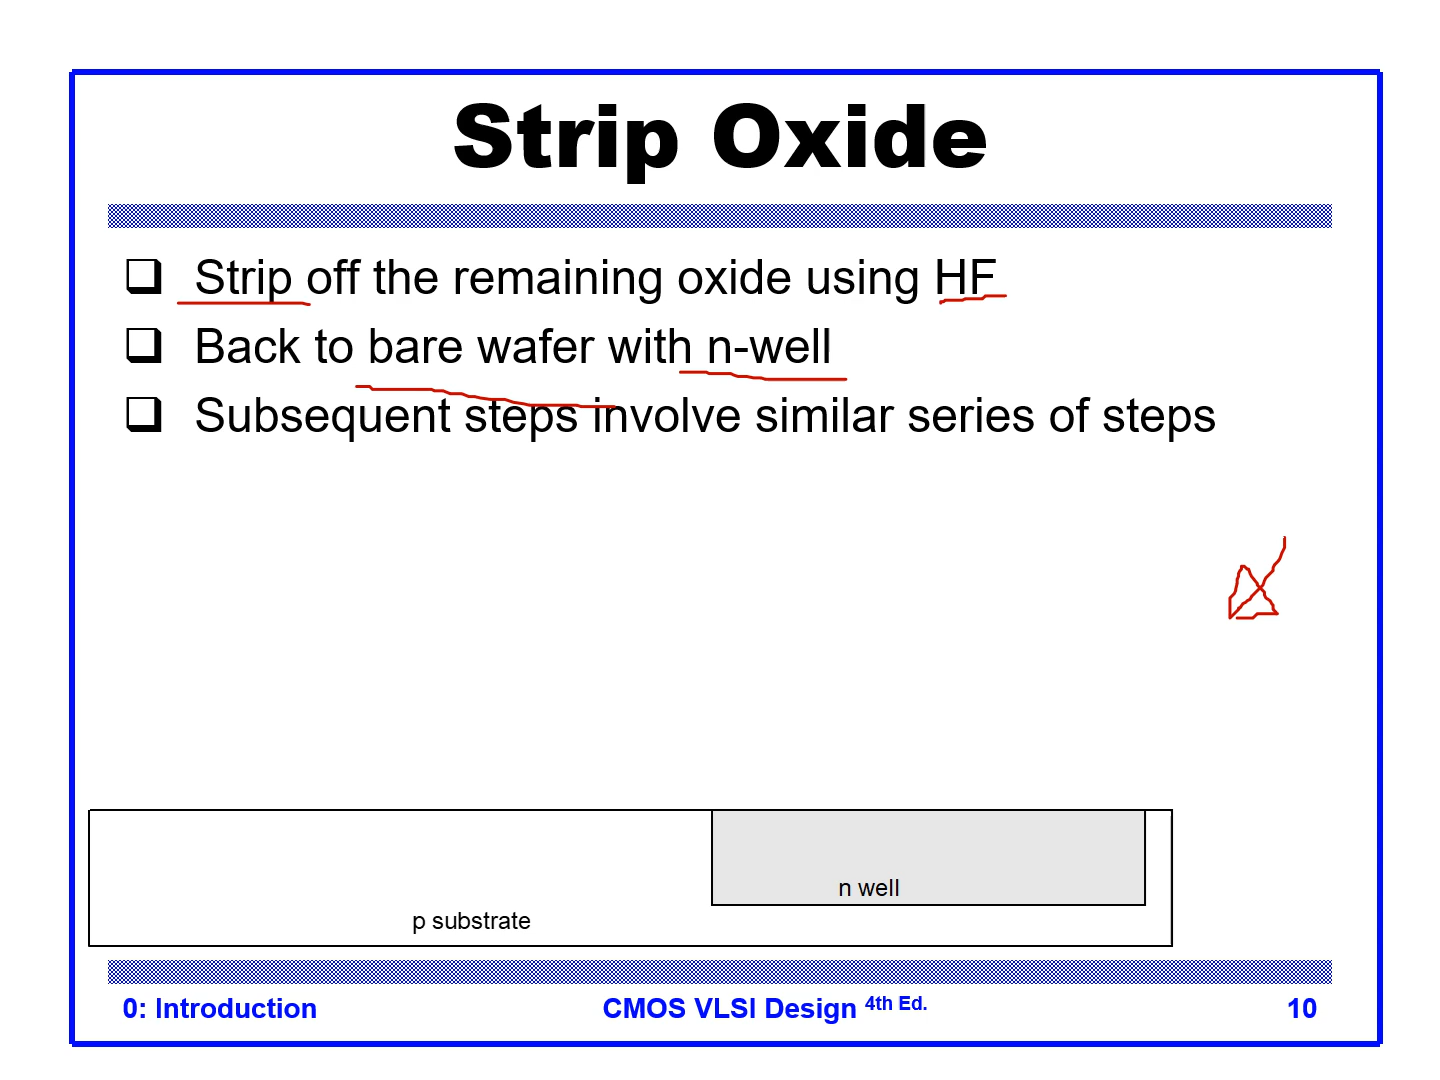 Strip Oxide
Strip off the remaining oxide using HF
Back to bare wafer with n-well
Subsequent steps involve similar series of steps
n well
p substrate
0: Introduction CMOS VLSI Design 4th Ed. 10